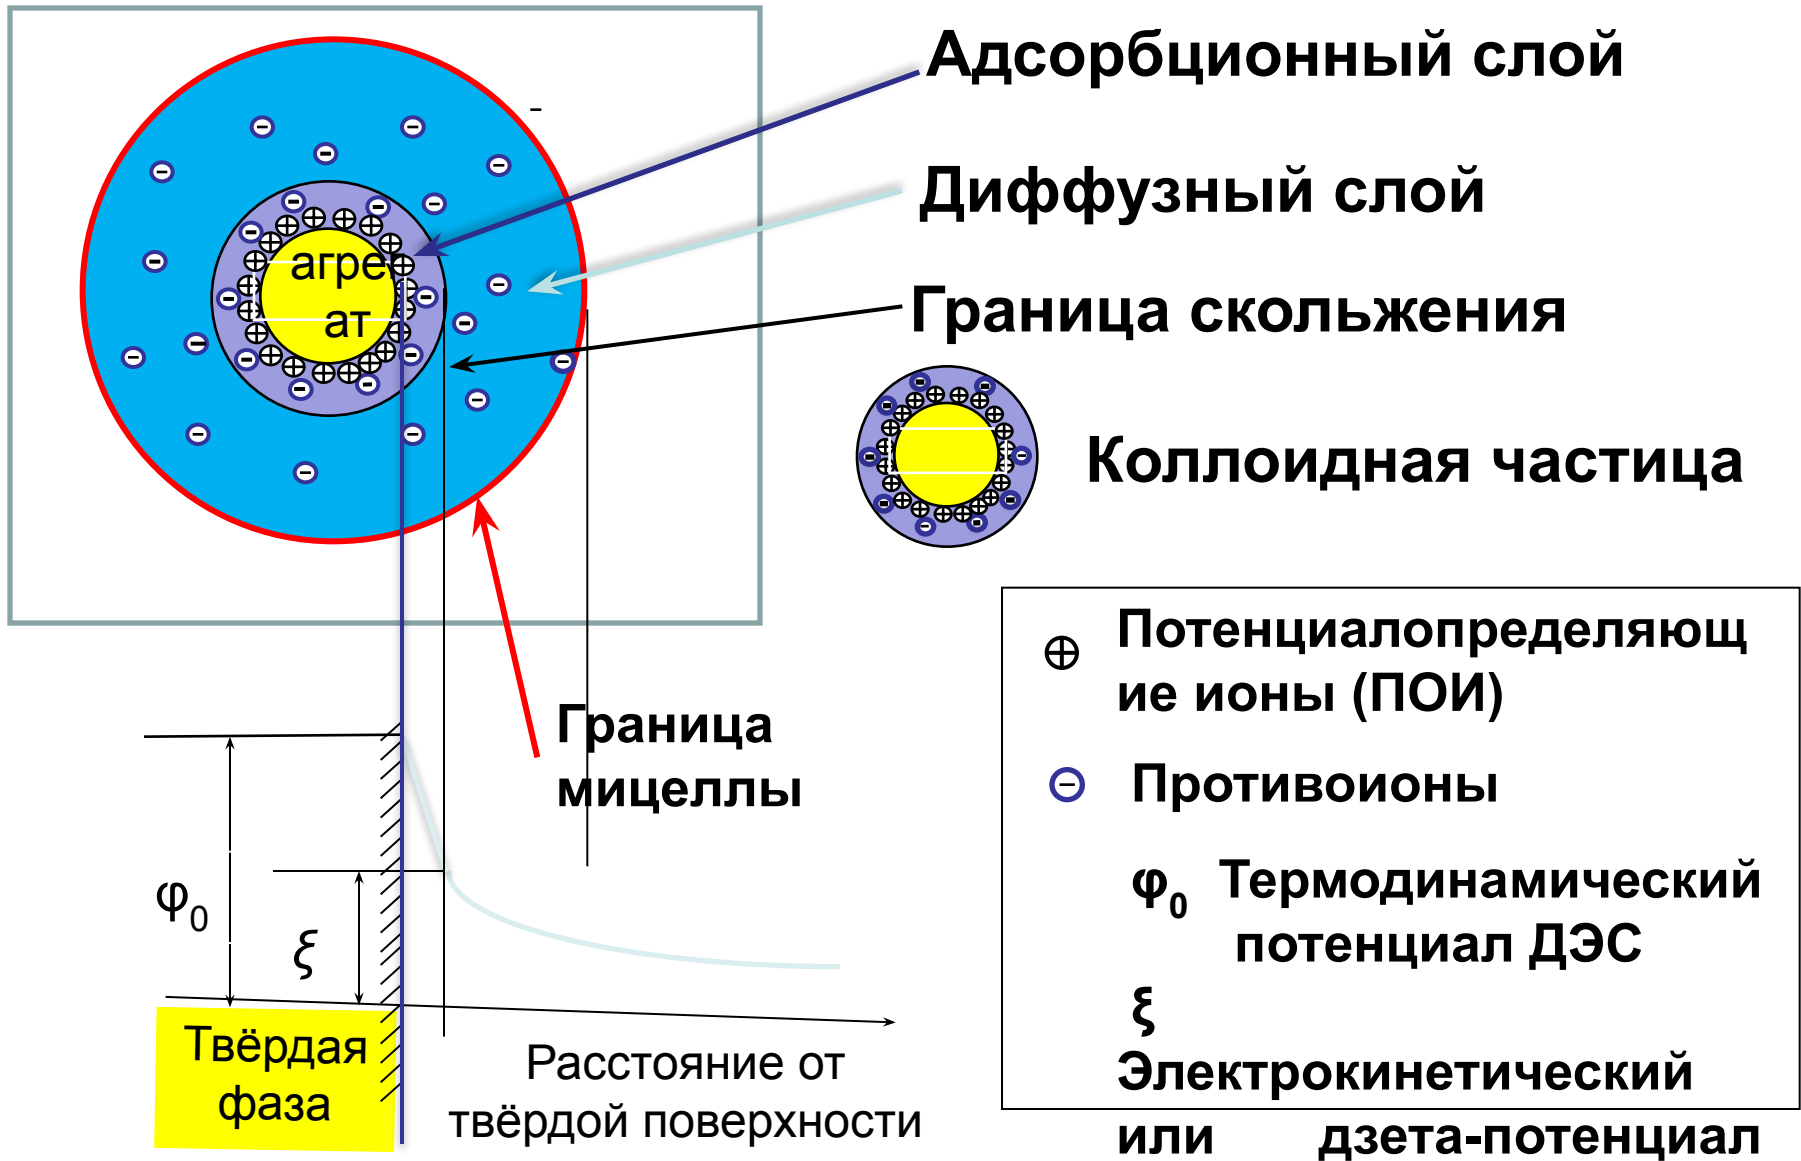 Адсорбционный слой
-
Диффузный слой
агрег
ат
Граница скольжения
Коллоидная частица
Потенциалопределяющ
ие ионы (ПОИ)
Граница
мицеллы
Противоионы
φ0
φ0 Термодинамический
потенциал ДЭС
ξ
ξ
Твёрдая
фаза
Расстояние от
твёрдой поверхности
Электрокинетический
или дзета-потенциал